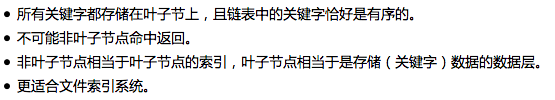 • 所有关键字都存储在叶子节点上，且链表中的关键字恰好是有序的。
• 不可能非叶子节点命中返回。
• 非叶子节点相当于叶子节点的索引，叶子节点相当于是存储（关键字）数据的数据层。
• 更适合文件索引系统。